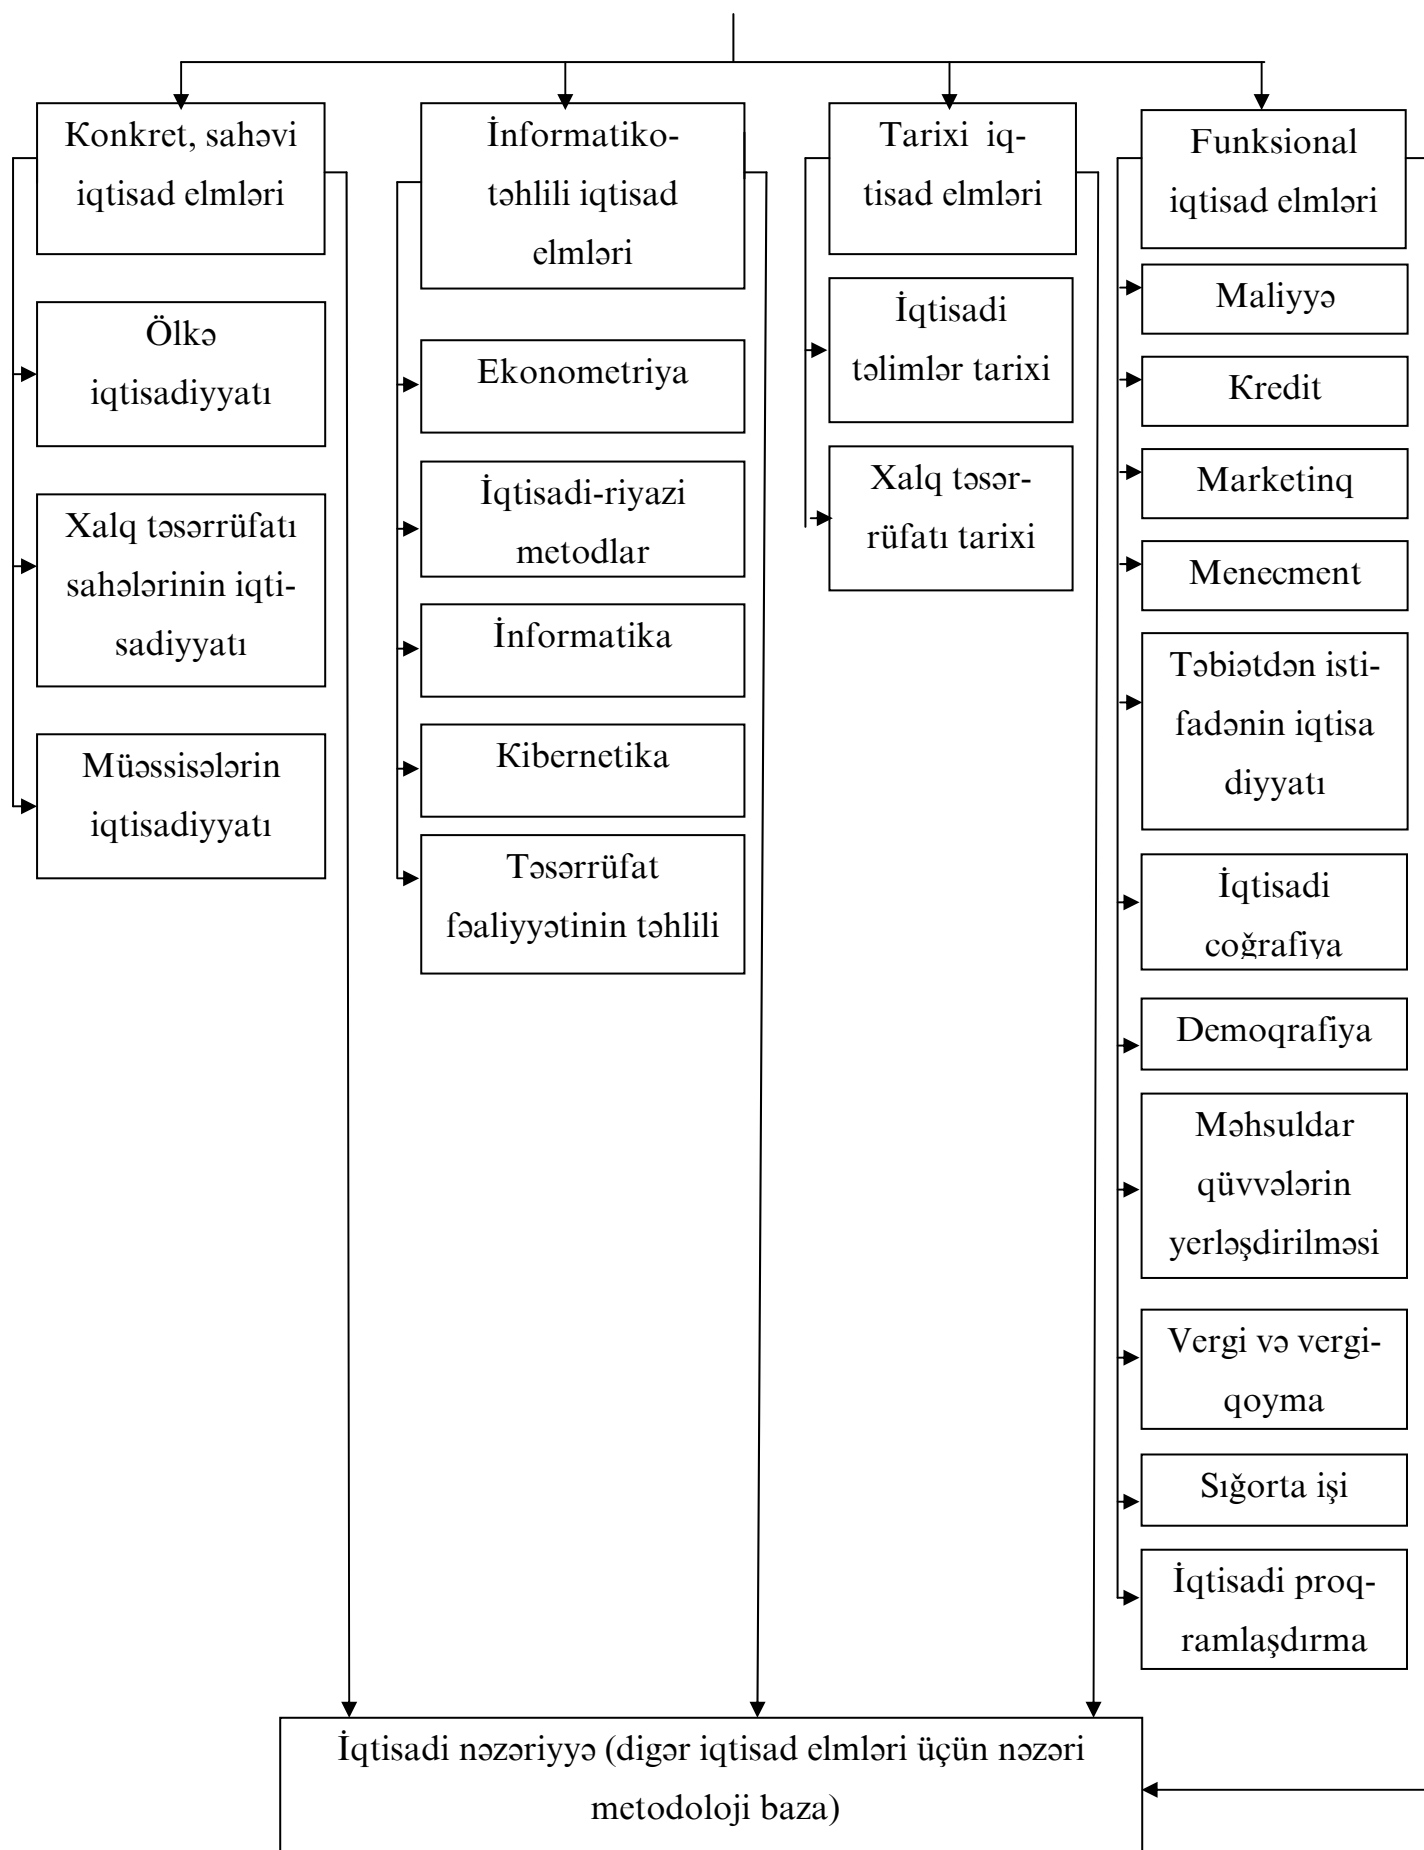 Konkret, sahəvi
iqtisad elmləri
Ölkə
iqtisadiyyatı
Xalq təsərrüfatı
sahələrinin iqti-
sadiyyatı
Müəssisələrin
iqtisadiyyatı
İnformatiko-
təhlili iqtisad
elmləri
Ekonometriya
İqtisadi-riyazi
metodlar
İnformatika
Kibernetika
Təsərrüfat
fəaliyyətinin təhlili
Tarixi iq-
tisad elmləri
İqtisadi
təlimlər tarixi
Xalq təsər-
rüfatı tarixi
Funksional
iqtisad elmləri
Maliyyə
Kredit
Marketinq
Menecment
Təbiətdən isti-
fadənin iqtisa
diyyatı
İqtisadi
coğrafiya
Demoqrafiya
Məhsuldar
qüvvələrin
yerləşdirilməsi
Vergi və vergi-
qoyma
Sığorta işi
İqtisadi proq-
ramlaşdırma
İqtisadi nəzəriyyə (digər iqtisad elmləri üçün nəzəri
metodoloji baza)